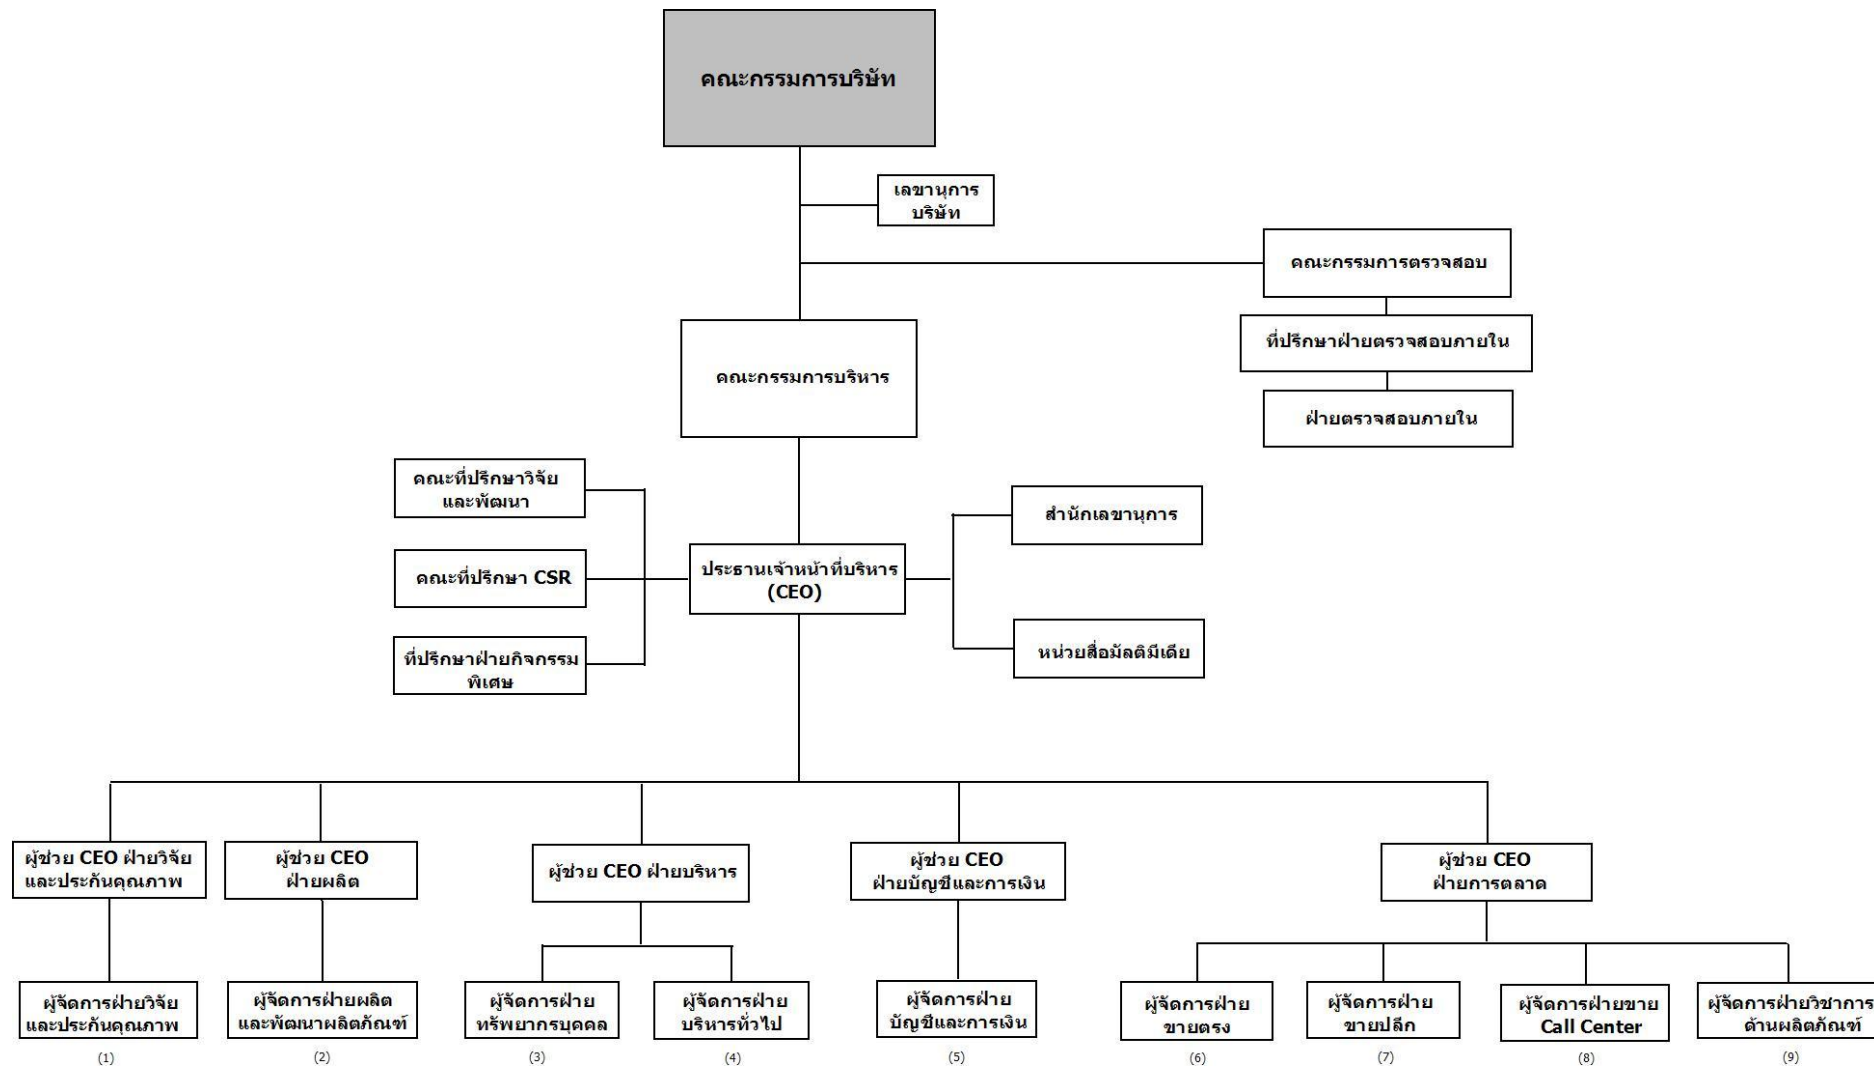 คณะกรรมการบริษัท
เลขานุการ
บริษัท
คณะกรรมการตรวจสอบ
ที่ปรึกษาฝ่ายตรวจสอบภายใน
คณะกรรมการบริหาร
ฝ่ายตรวจสอบภายใน
คณะที่ปรึกษาวิจัย
และพัฒนา
สำนักเลขานุการ
คณะที่ปรึกษา CSR
ประธานเจ้าหน้าที่บริหาร
(CEO)
ที่ปรึกษาฝ่ายกิจกรรม
พิเศษ
หน่วยสื่อมัลติมีเดีย
ผู้ช่วย CEO ฝ่ายวิจัย
และประกันคุณภาพ
ผู้ช่วย CEO
ฝ่ายผลิต
ผู้ช่วย CEO ฝ่ายบริหาร
ผู้ช่วย CEO
ฝ่ายบัญชีและการเงิน
ผู้ช่วย CEO
ฝ่ายการตลาด
ผู้จัดการฝ่ายวิจัย
และประกันคุณภาพ
ผู้จัดการฝ่ายผลิต
และพัฒนาผลิตภัณฑ์
ผู้จัดการฝ่าย
ทรัพยากรบุคคล
ผู้จัดการฝ่าย
บริหารทั่วไป
ผู้จัดการฝ่าย
บัญชีและการเงิน
ผู้จัดการฝ่าย
ขายตรง
ผู้จัดการฝ่าย
ขายปลีก
ผู้จัดการฝ่ายขาย
Call Center
ผู้จัดการฝ่ายวิชาการ
ด้านผลิตภัณฑ์
(1)
(2)
(3)
(4)
(5)
(6)
(7)
(8)
(9)